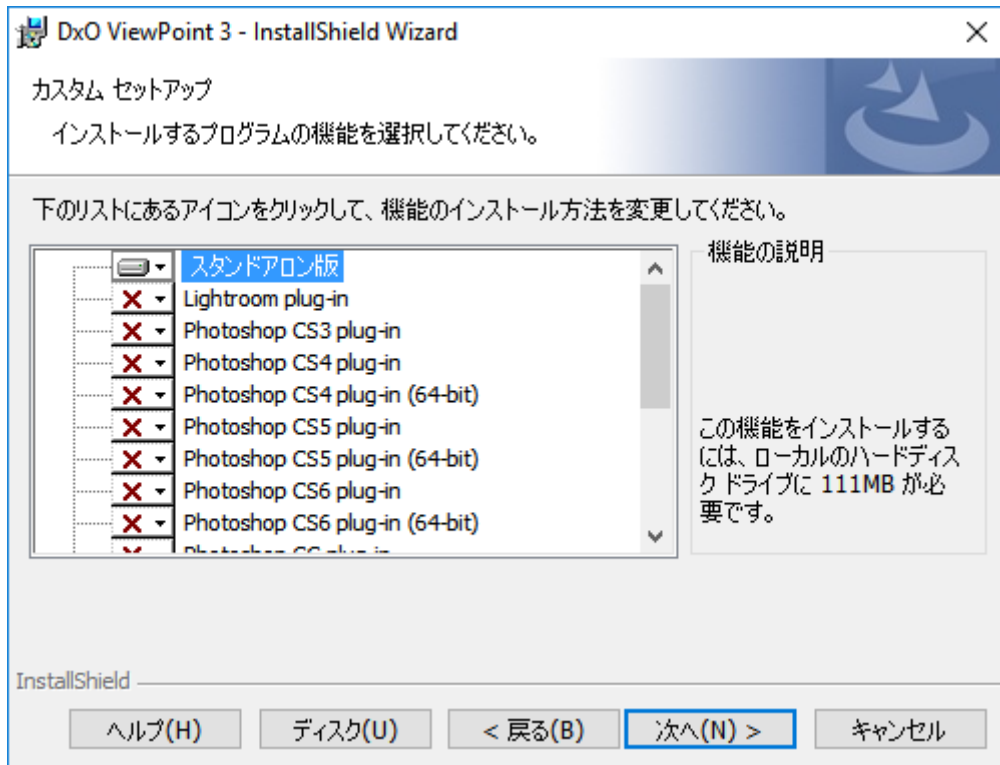 DxO ViewPoint 3 - InstallShield Wizard
カスタム セットアップ
インストールするプログラムの機能を選択してください。
下のリストにあるアイコンをクリックして、機能のインストール方法を変更してください。
スタンドアロン版
Lightroom plug-in
Photoshop CS3 plug-in
Photoshop CS4 plug-in
Photoshop CS4 plug-in (64-bit)
Photoshop CS5 plug-in
Photoshop CS5 plug-in (64-bit)
Photoshop CS6 plug-in
Photoshop CS6 plug-in (64-bit)
Photoshop CC plug-in
機能の説明
この機能をインストールする
には、ローカルのハードディス
ク ドライブに 111MB が必
要です。
InstallShield
ヘルプ(H)
ディスク(U)
< 戻る(B)
次へ(N) >
キャンセル